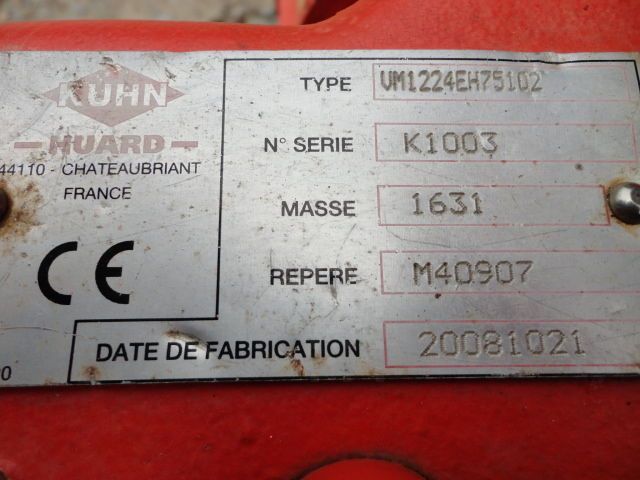 KUHN
HUARD
44110 - CHATEAUBRIANT
FRANCE
CE
TYPE VM1224EH75102
N° SERIE K1003
MASSE 1631
REPERE M40907
DATE DE FABRICATION 20081021